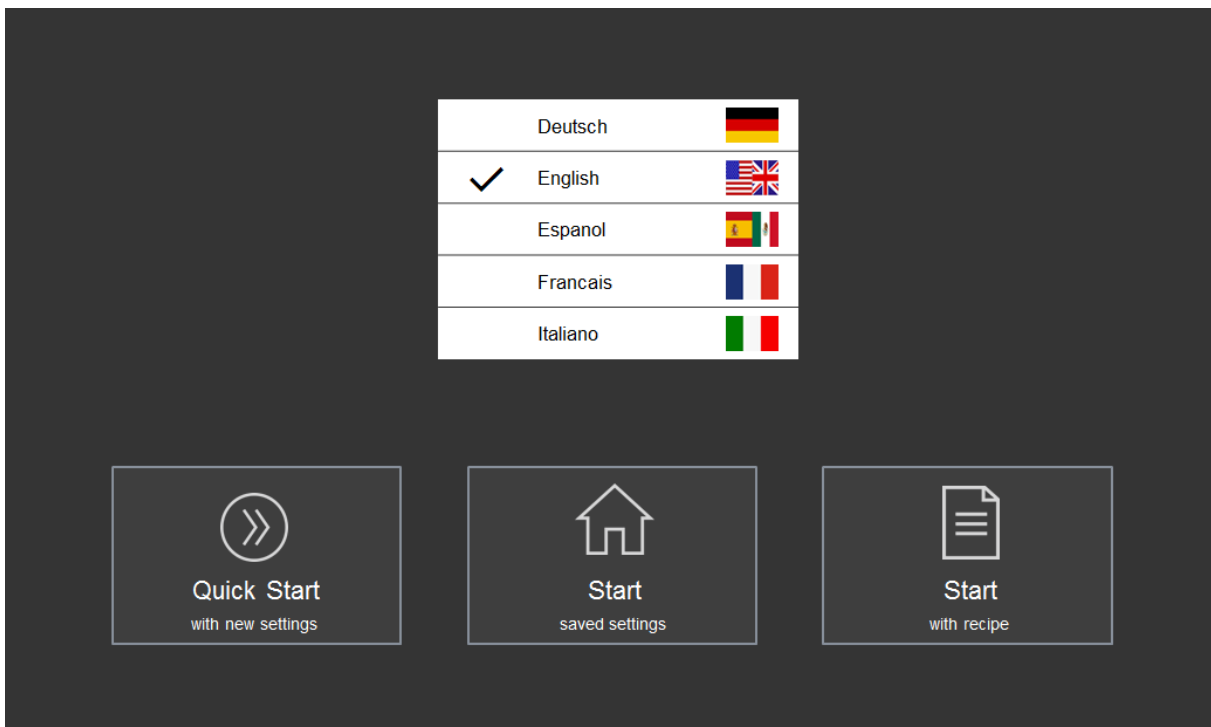 Deutsch
English
Espanol
Francais
Italiano
Quick Start
with new settings
Start
saved settings
Start
with recipe